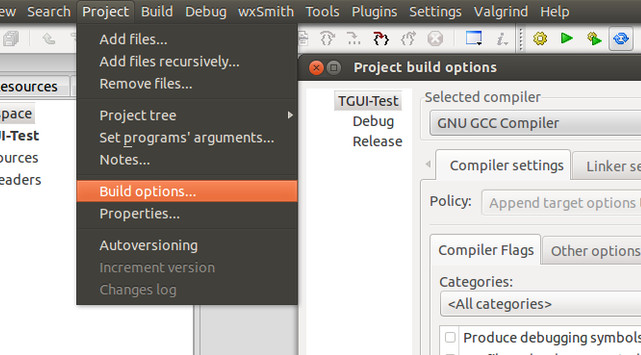 Search Project Build Debug wxSmith Tools Plugins Settings Valgrind Help
Add files...
Add files recursively...
Remove files...
Project tree
Set programs' arguments...
Notes...
Build options...
Properties...
Autoversioning
Increment version
Changes log
esources
space
UI-Test
ources
eaders
Project build options
TGUI-Test
Debug
Release
Selected compiler
GNU GCC Compiler
Compiler settings
Linker se
Policy:
Append target options t
Compiler Flags
Other options
Categories:
<All categories>
Produce debugging symbols